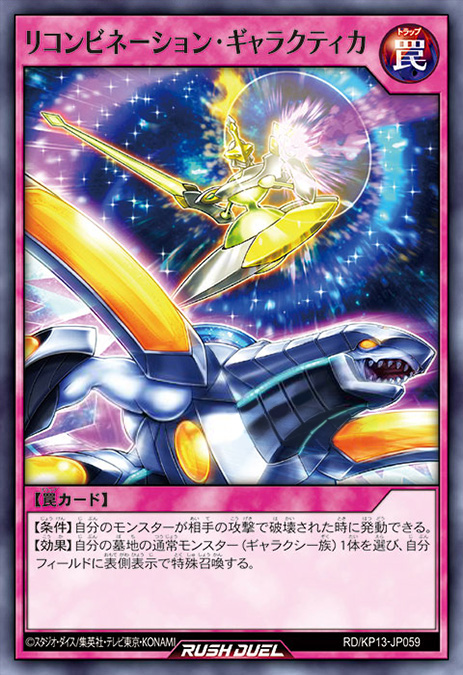 リコンビネーション・ギャラクティカ
トラップ
罠
【罠カード】
【条件】自分のモンスターが相手の攻撃で破壊された時に発動できる。
【効果】自分の墓地の通常モンスター(ギャラクシー族)1体を選び、自分
フィールドに表側表示で特殊召喚する。
©スタジオ・ダイス/集英社・テレビ東京・KONAMI
RUSH DUEL
RD/KP13-JP059